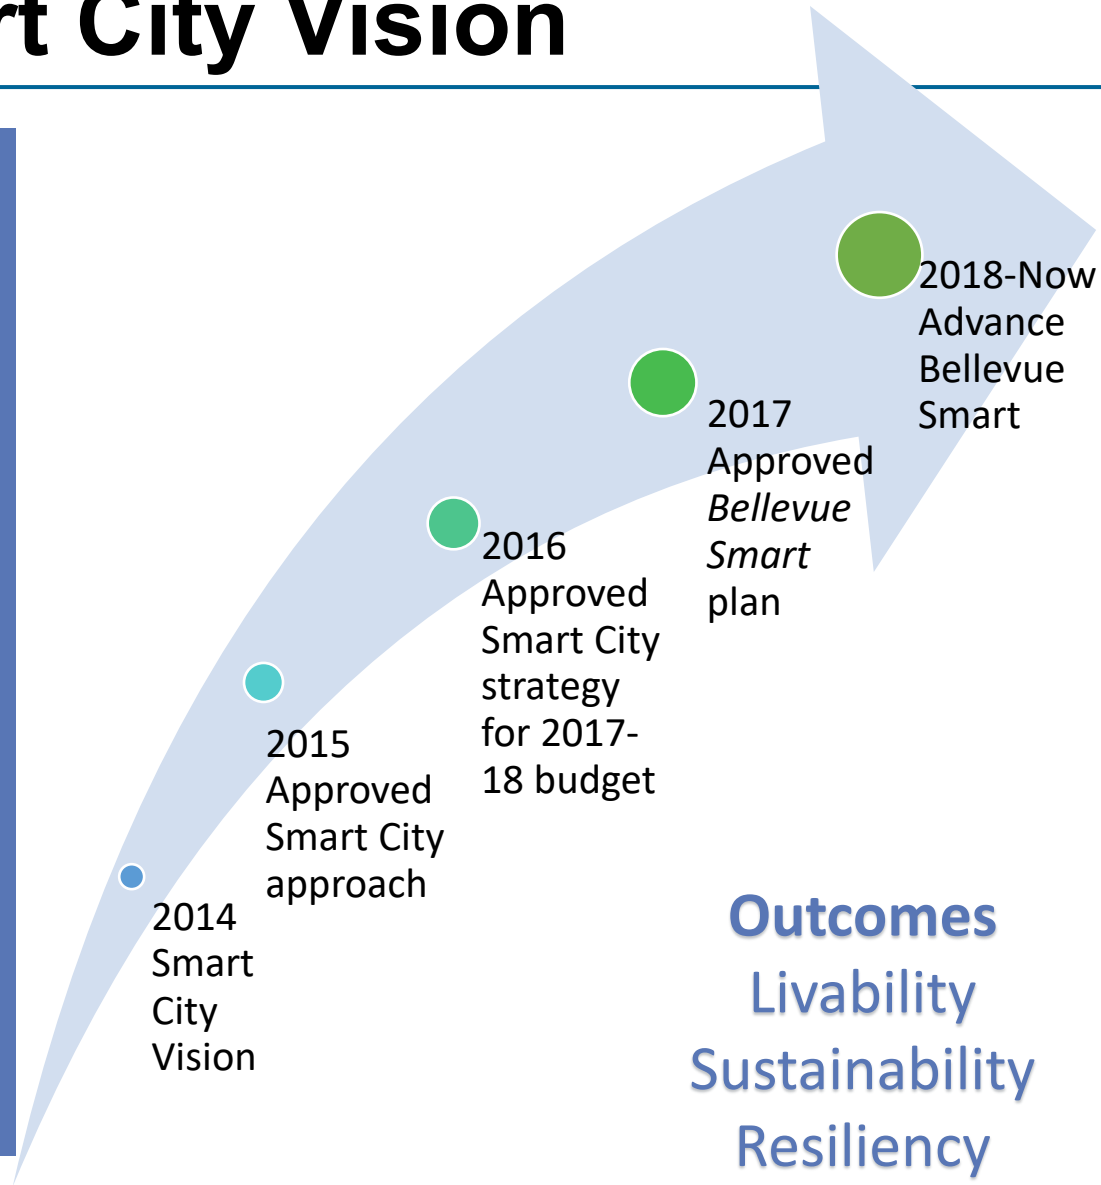 rt City Vision
2018-Now
Advance
Bellevue
Smart
2017
Approved
Bellevue
Smart
plan
2016
Approved
Smart City
strategy
for 2017-
18 budget
2015
Approved
Smart City
approach
2014
Smart
City
Vision
Outcomes
Livability
Sustainability
Resiliency